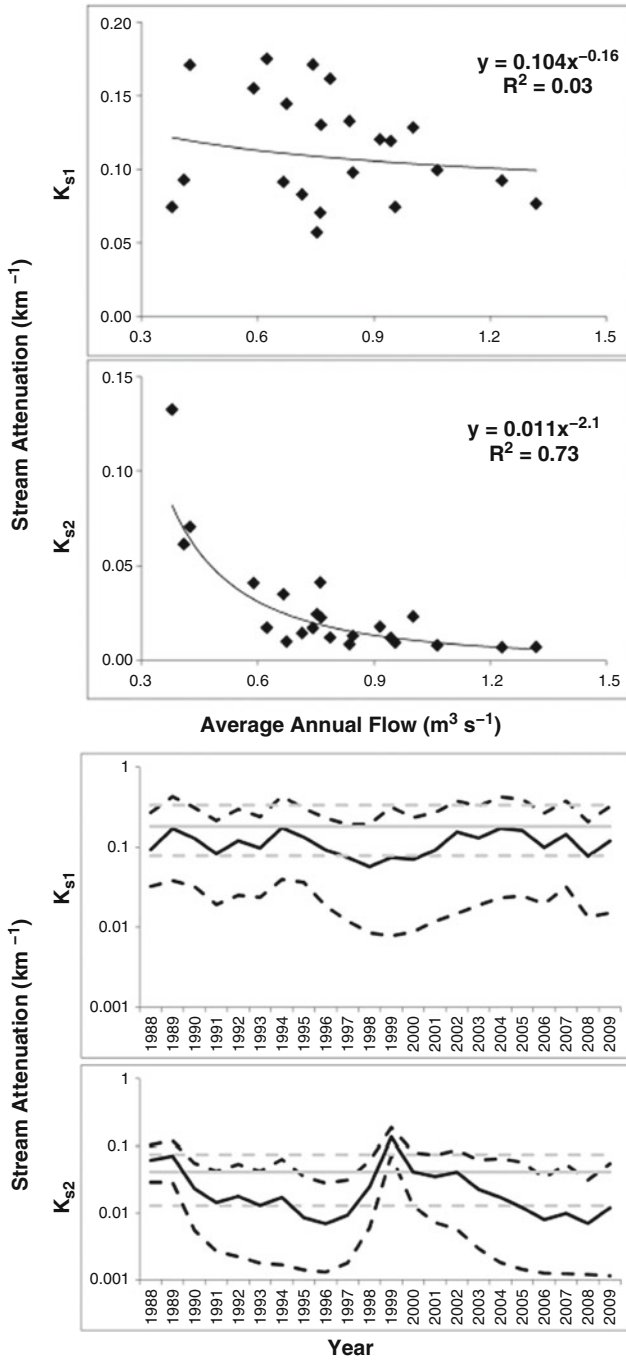 0.20
0.15
0.10
0.05
0.00
0.3 0.6 0.9 1.2 1.5
y = 0.104x⁻⁰·¹⁶
R² = 0.03
Kₛ₁
Stream Attenuation (km ⁻¹)
0.15
0.10
0.05
0.00
0.3 0.6 0.9 1.2 1.5
y = 0.011x⁻²·¹
R² = 0.73
Kₛ₂
Average Annual Flow (m³ s⁻¹)
1
0.1
0.01
0.001
Kₛ₁
1988 1989 1990 1991 1992 1993 1994 1995 1996 1997 1998 1999 2000 2001 2002 2003 2004 2005 2006 2007 2008 2009
Stream Attenuation (km ⁻¹)
1
0.1
0.01
0.001
Kₛ₂
1988 1989 1990 1991 1992 1993 1994 1995 1996 1997 1998 1999 2000 2001 2002 2003 2004 2005 2006 2007 2008 2009
Year